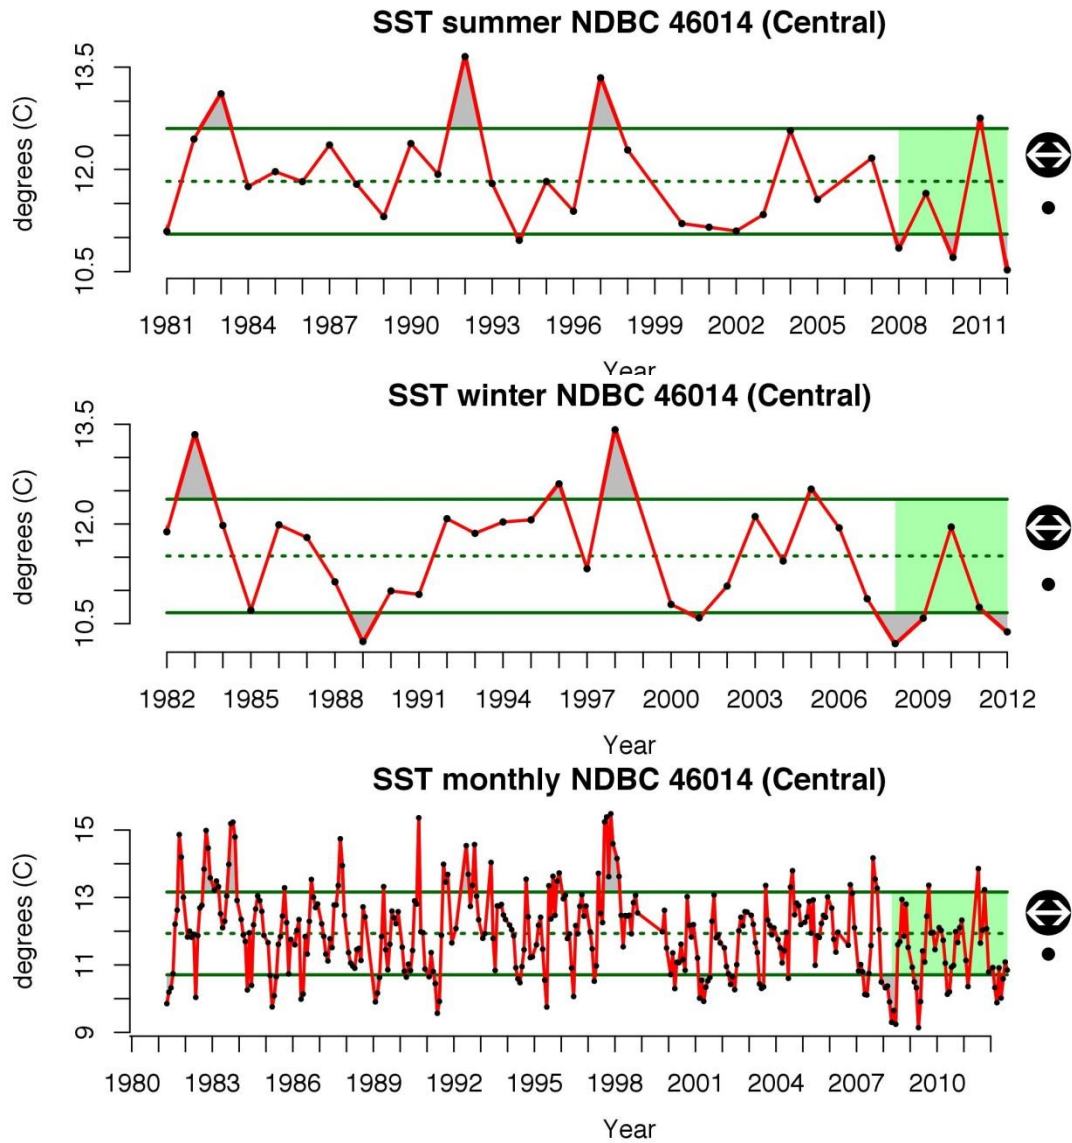 SST summer NDBC 46014 (Central)
degrees (C)
13.5
12.0
10.5
1981 1984 1987 1990 1993 1996 1999 2002 2005 2008 2011
Year
SST winter NDBC 46014 (Central)
degrees (C)
13.5
12.0
10.5
1982 1985 1988 1991 1994 1997 2000 2003 2006 2009 2012
Year
SST monthly NDBC 46014 (Central)
degrees (C)
15
13
11
9
1980 1983 1986 1989 1992 1995 1998 2001 2004 2007 2010
Year